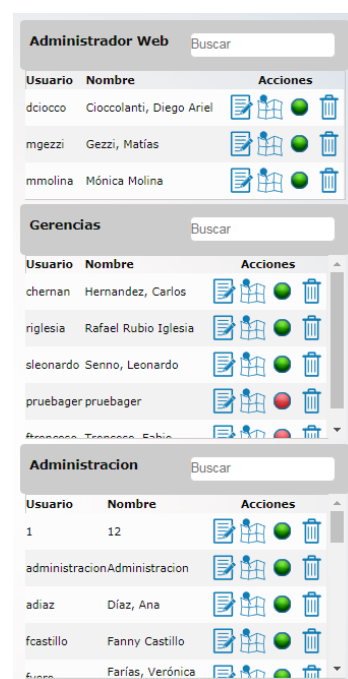 Administrador Web Buscar
Usuario Nombre Acciones
dciocco Cioccolanti, Diego Ariel
mgezzi Gezzi, Matías
mmolina Mónica Molina
Gerencias Buscar
Usuario Nombre Acciones
chernan Hernandez, Carlos
riglesia Rafael Rubio Iglesia
sleonardo Senno, Leonardo
pruebager pruebager
Administracion Buscar
Usuario Nombre Acciones
1 12
administracion Administracion
adiaz Díaz, Ana
fcastillo Fanny Castillo
Farías, Verónica